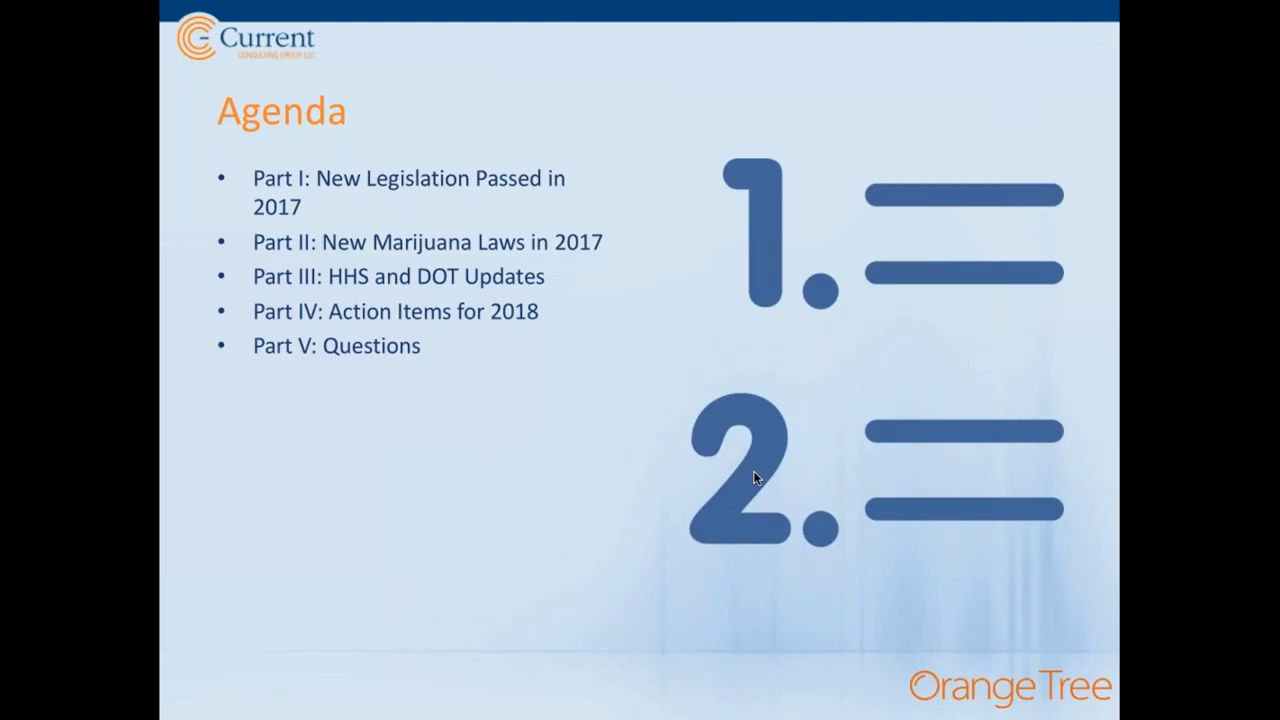 Current
CONSULTING GROUP, LLC
Agenda
• Part I: New Legislation Passed in
2017
• Part II: New Marijuana Laws in 2017
• Part III: HHS and DOT Updates
• Part IV: Action Items for 2018
• Part V: Questions
1.
2.
OrangeTree